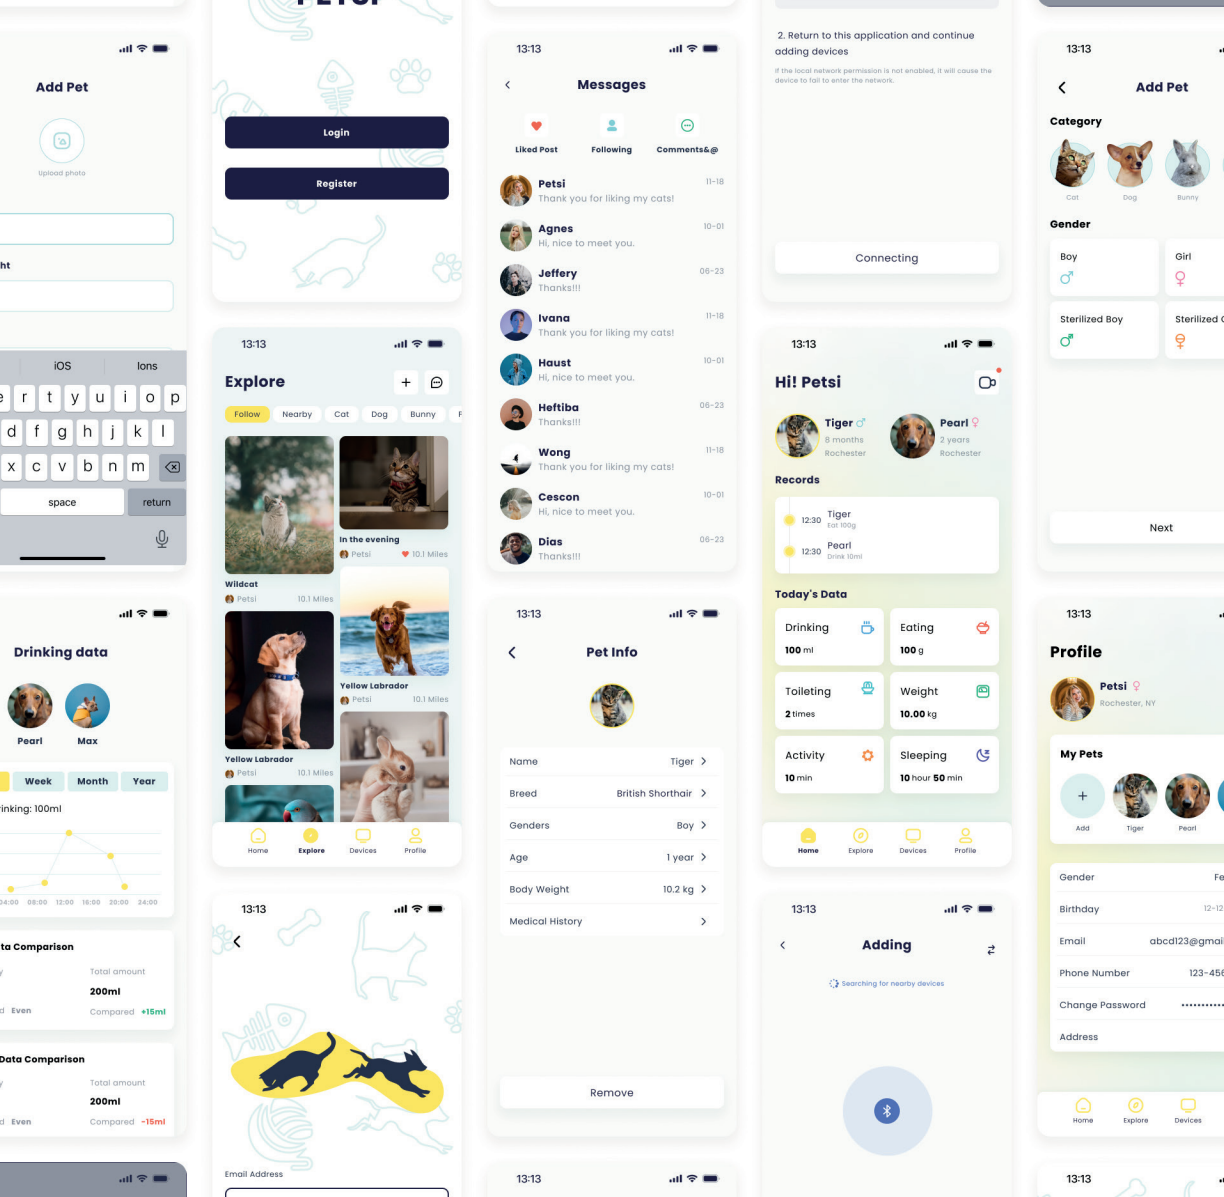 Add Pet
Upload photo
ht
iOS
Ions
e r t y u i o p
d f g h j k l
x c v b n m
space
return
Drinking data
Pearl
Max
Week
Month
Year
inking: 100ml
04:00 08:00 12:00 16:00 20:00 24:00
ta Comparison
Total amount
200ml
d Even
Compared +15ml
Data Comparison
Total amount
200ml
d Even
Compared -15ml
Login
Register
13:13
Explore
Follow
Nearby
Cat
Dog
Bunny
In the evening
Petsi
10.1 Miles
Wildcat
Petsi
10.1 Miles
Yellow Labrador
Petsi
10.1 Miles
Yellow Labrador
Petsi
10.1 Miles
Home
Explore
Devices
Profile
13:13
Email Address
13:13
Messages
Liked Post
Following
Comments&@
Petsi
11-18
Thank you for liking my cats!
Agnes
10-01
Hi, nice to meet you.
Jeffery
06-23
Thanks!!!
Ivana
11-18
Thank you for liking my cats!
Haust
10-01
Hi, nice to meet you.
Heftiba
06-23
Thanks!!!
Wong
11-18
Thank you for liking my cats!
Cescon
10-01
Hi, nice to meet you.
Dias
06-23
Thanks!!!
13:13
Pet Info
Name
Tiger
Breed
British Shorthair
Genders
Boy
Age
1 year
Body Weight
10.2 kg
Medical History
Remove
13:13
2. Return to this application and continue
adding devices
If the local network permission is not enabled, it will cause the
device to fail to enter the network.
Connecting
13:13
Hi! Petsi
Tiger
8 months
Rochester
Pearl
2 years
Rochester
Records
12:30
Tiger
Eat 100g
12:30
Pearl
Drink 10ml
Today's Data
Drinking
100 ml
Eating
100 g
Toileting
2 times
Weight
10.00 kg
Activity
10 min
Sleeping
10 hour 50 min
Home
Explore
Devices
Profile
13:13
Adding
Searching for nearby devices
13:13
Add Pet
Category
Cat
Dog
Bunny
Gender
Boy
Girl
Sterilized Boy
Sterilized
Next
13:13
Profile
Petsi
Rochester, NY
My Pets
Add
Tiger
Pearl
Gender
Fe
Birthday
12-12
Email
abcd123@gmail
Phone Number
123-456
Change Password
Address
Home
Explore
Devices
13:13